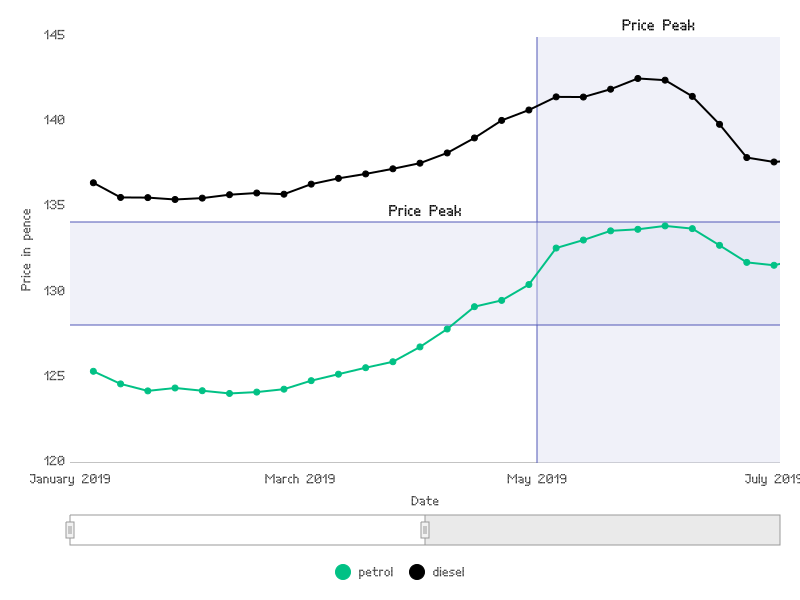 Price Peak
145
140
135
130
125
120
Price Peak
Price in pence
January 2019
March 2019
May 2019
July 2019
Date
petrol
diesel